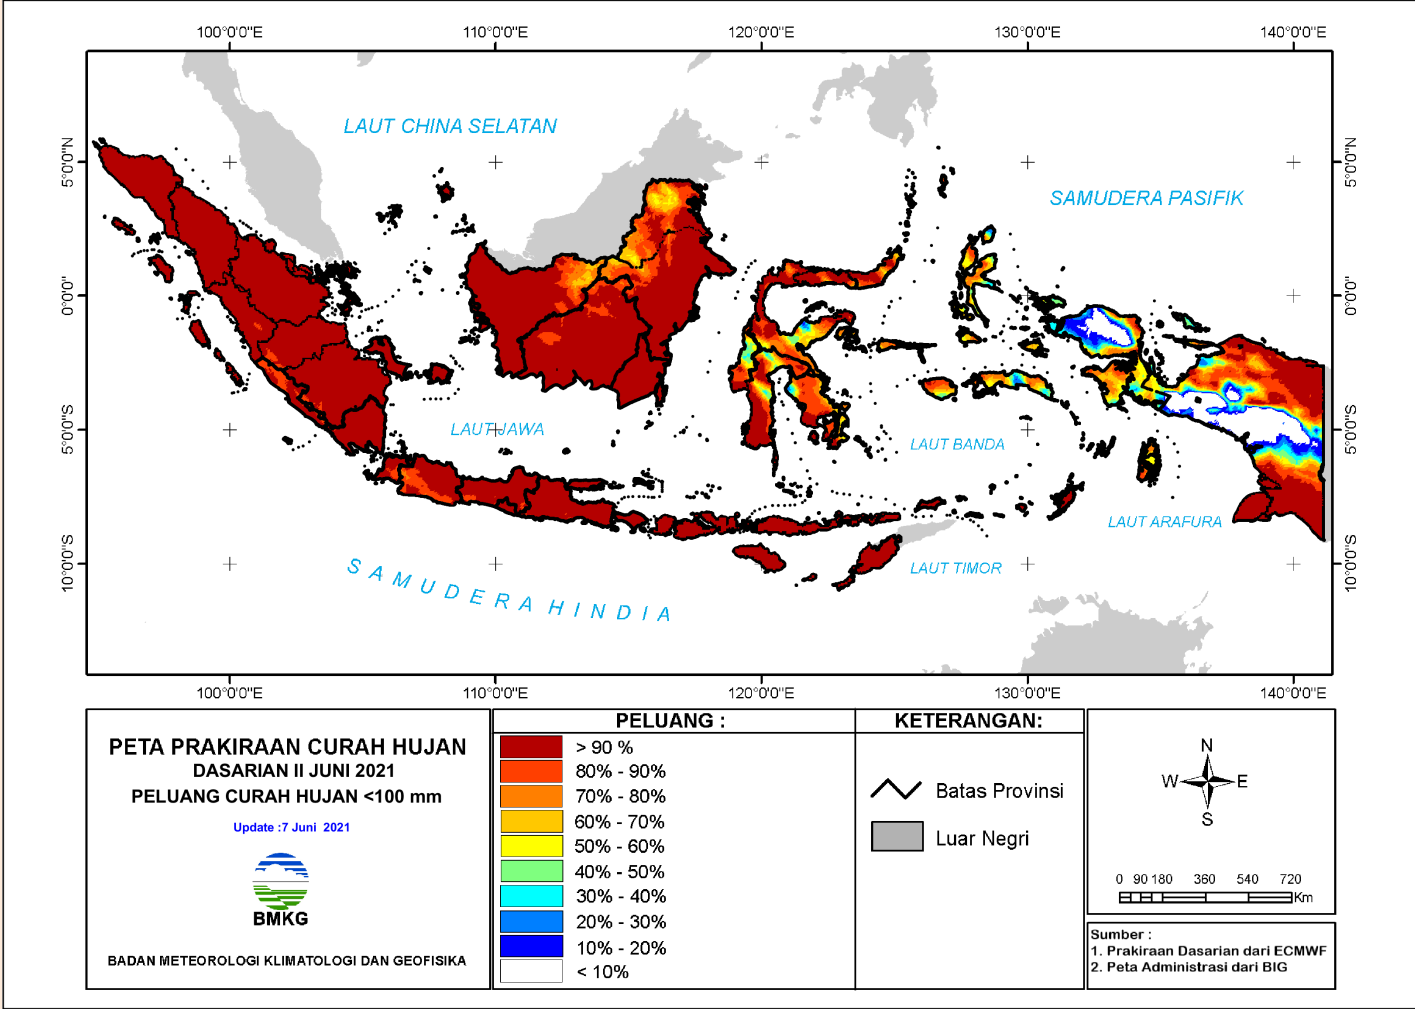 100°0'0"E 110°0'0"E 120°0'0"E 130°0'0"E 140°0'0"E
5°0'0"N 5°0'0"N
LAUT CHINA SELATAN
SAMUDERA PASIFIK
0°0'0" 0°0'0"
5°0'0"S 5°0'0"S
LAUT JAWA
LAUT BANDA
LAUT ARAFURA
10°0'0"S 10°0'0"S
LAUT TIMOR
SAMUDERA HINDIA
100°0'0"E 110°0'0"E 120°0'0"E 130°0'0"E 140°0'0"E
PETA PRAKIRAAN CURAH HUJAN
DASARIAN II JUNI 2021
PELUANG CURAH HUJAN <100 mm
Update :7 Juni 2021
BMKG
BADAN METEOROLOGI KLIMATOLOGI DAN GEOFISIKA
PELUANG :
> 90 %
80% - 90%
70% - 80%
60% - 70%
50% - 60%
40% - 50%
30% - 40%
20% - 30%
10% - 20%
< 10%
KETERANGAN:
Batas Provinsi
Luar Negri
N
W E
S
0 90 180 360 540 720
Km
Sumber :
1. Prakiraan Dasarian dari ECMWF
2. Peta Administrasi dari BIG